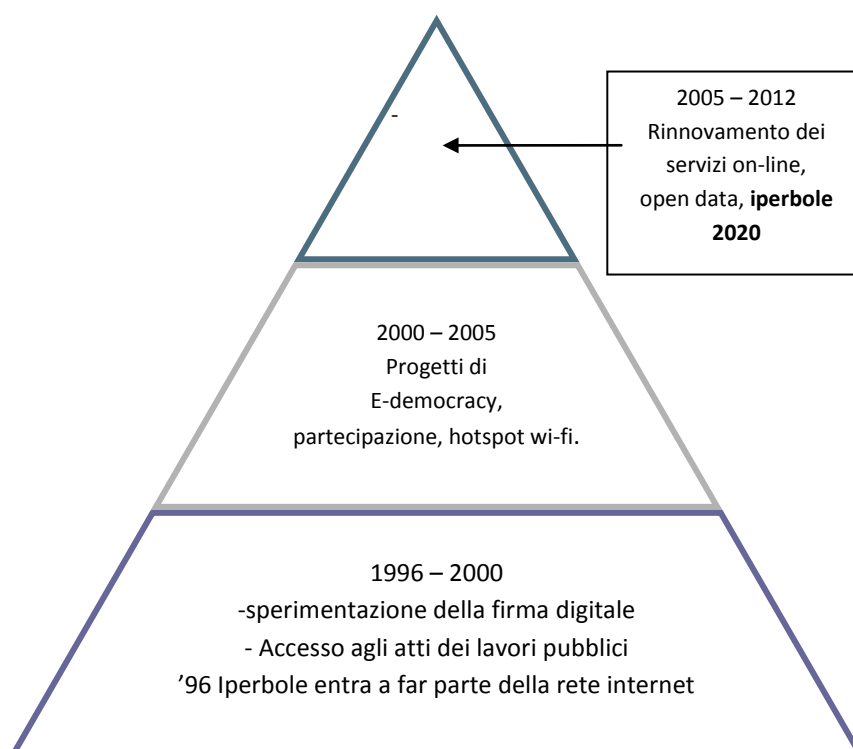 -
2005 – 2012
Rinnovamento dei
servizi on-line,
open data, iperbole
2020
2000 – 2005
Progetti di
E-democracy,
partecipazione, hotspot wi-fi.
1996 – 2000
-sperimentazione della firma digitale
- Accesso agli atti dei lavori pubblici
’96 Iperbole entra a far parte della rete internet